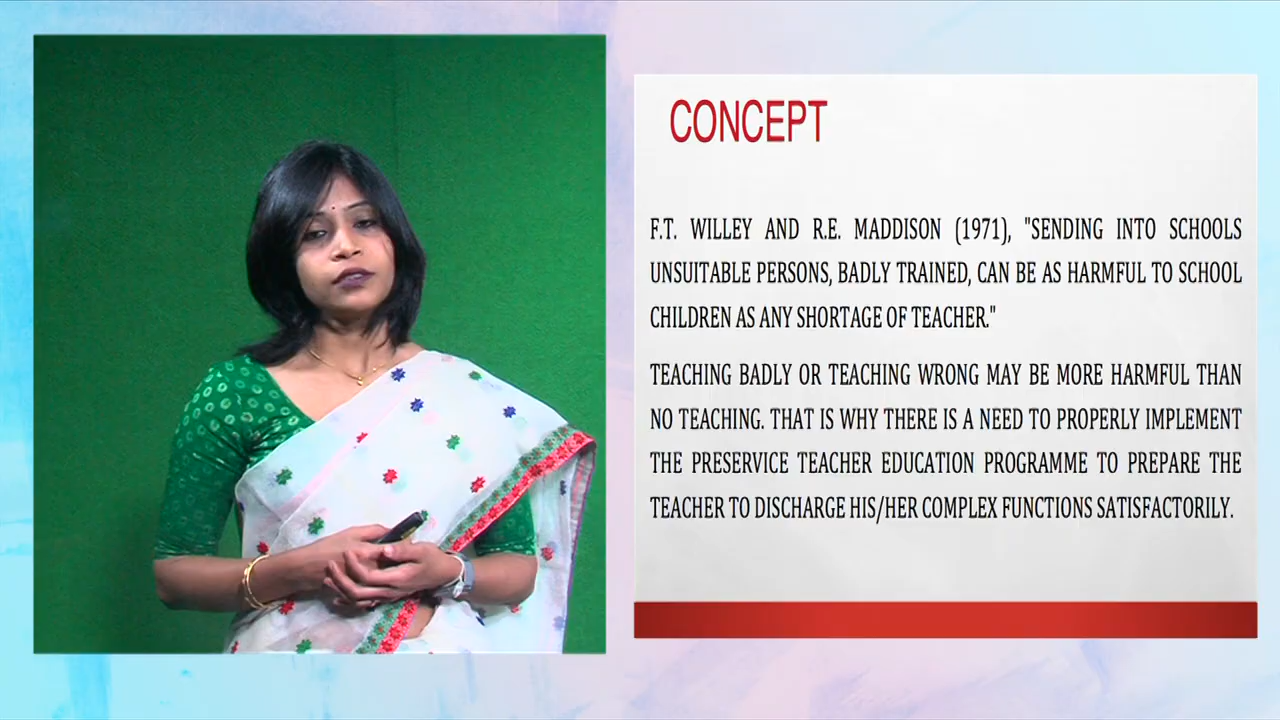 CONCEPT
F.T. WILLEY AND R.E. MADDISON (1971), "SENDING INTO SCHOOLS
UNSUITABLE PERSONS, BADLY TRAINED, CAN BE AS HARMFUL TO SCHOOL
CHILDREN AS ANY SHORTAGE OF TEACHER."
TEACHING BADLY OR TEACHING WRONG MAY BE MORE HARMFUL THAN
NO TEACHING. THAT IS WHY THERE IS A NEED TO PROPERLY IMPLEMENT
THE PRESERVICE TEACHER EDUCATION PROGRAMME TO PREPARE THE
TEACHER TO DISCHARGE HIS/HER COMPLEX FUNCTIONS SATISFACTORILY.